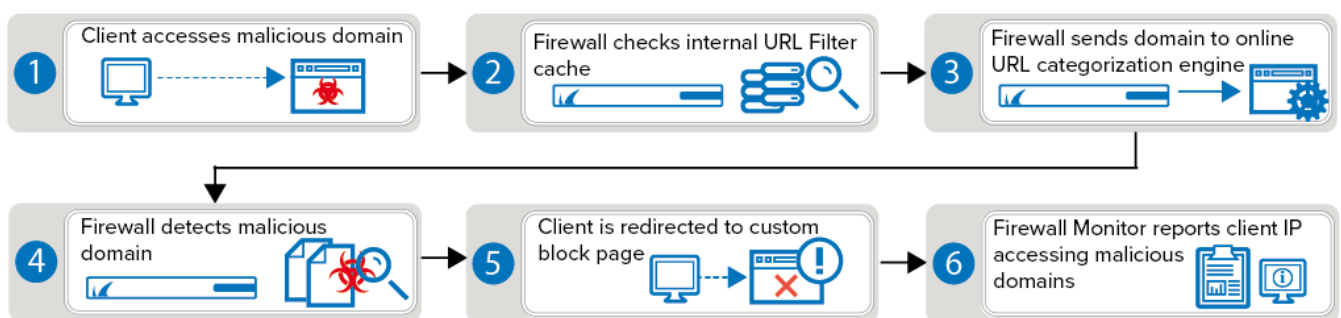 1
Client accesses malicious domain
2
Firewall checks internal URL Filter
cache
3
Firewall sends domain to online
URL categorization engine
4
Firewall detects malicious
domain
5
Client is redirected to custom
block page
6
Firewall Monitor reports client IP
accessing malicious
domains